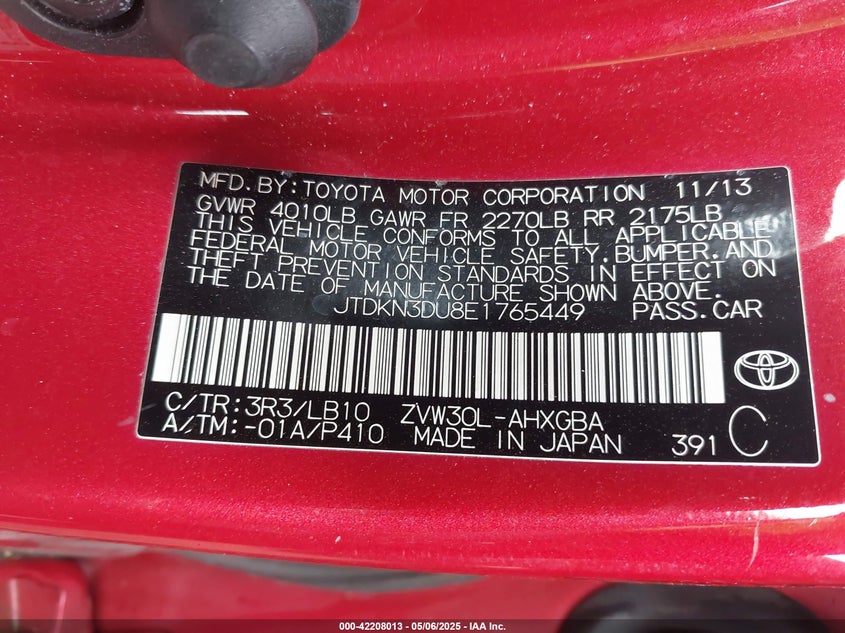 MFD.BY:TOYOTA MOTOR CORPORATION 11/13
GVWR 4010LB GAWR FR 2270LB RR 2175LB
THIS VEHICLE CONFORMS TO ALL APPLICABLE
FEDERAL MOTOR VEHICLE SAFETY,BUMPER,AND
THEFT PREVENTION STANDARDS IN EFFECT ON
THE DATE OF MANUFACTURE SHOWN ABOVE.
JTDKN3DU8E1765449 PASS.CAR
C/TR:3R3/LB10 ZVW30L-AHXGBA
A/TM:-01A/P410 MADE IN JAPAN 391 C
000-42208013 - 05/06/2025 - IAA Inc.